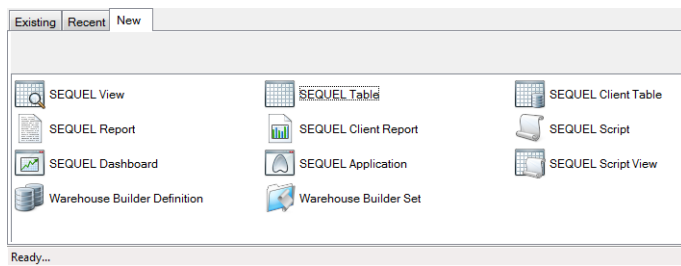 Existing Recent New
SEQUEL View SEQUEL Table SEQUEL Client Table
SEQUEL Report SEQUEL Client Report SEQUEL Script
SEQUEL Dashboard SEQUEL Application SEQUEL Script View
Warehouse Builder Definition Warehouse Builder Set
Ready...